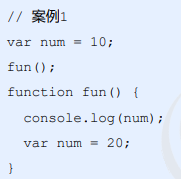 // 案例1
var num = 10;
fun();
function fun() {
  console.log(num);
  var num = 20;
}